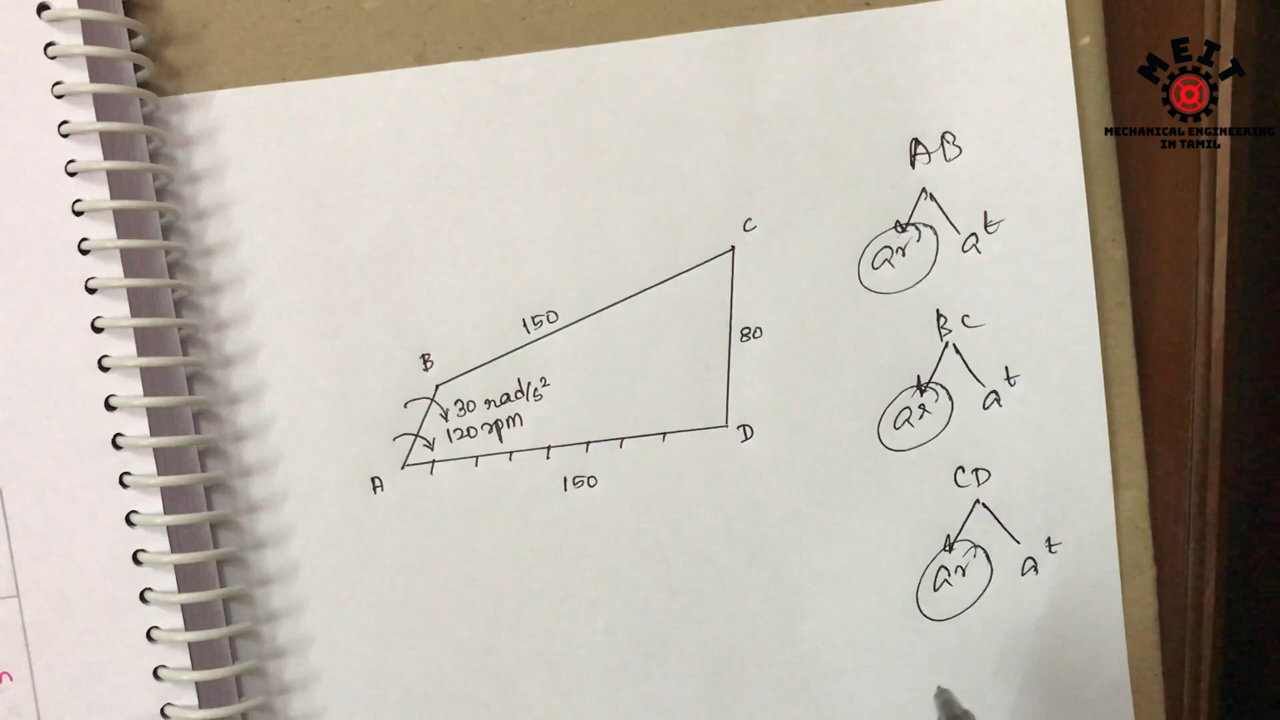 MEIT
MECHANICAL ENGINEERING
IN TAMIL
AB
aʳ aᵗ
C
150
B
80
30 rad/s²
120 rpm
D
A
150
BC
aʳ aᵗ
CD
aʳ aᵗ